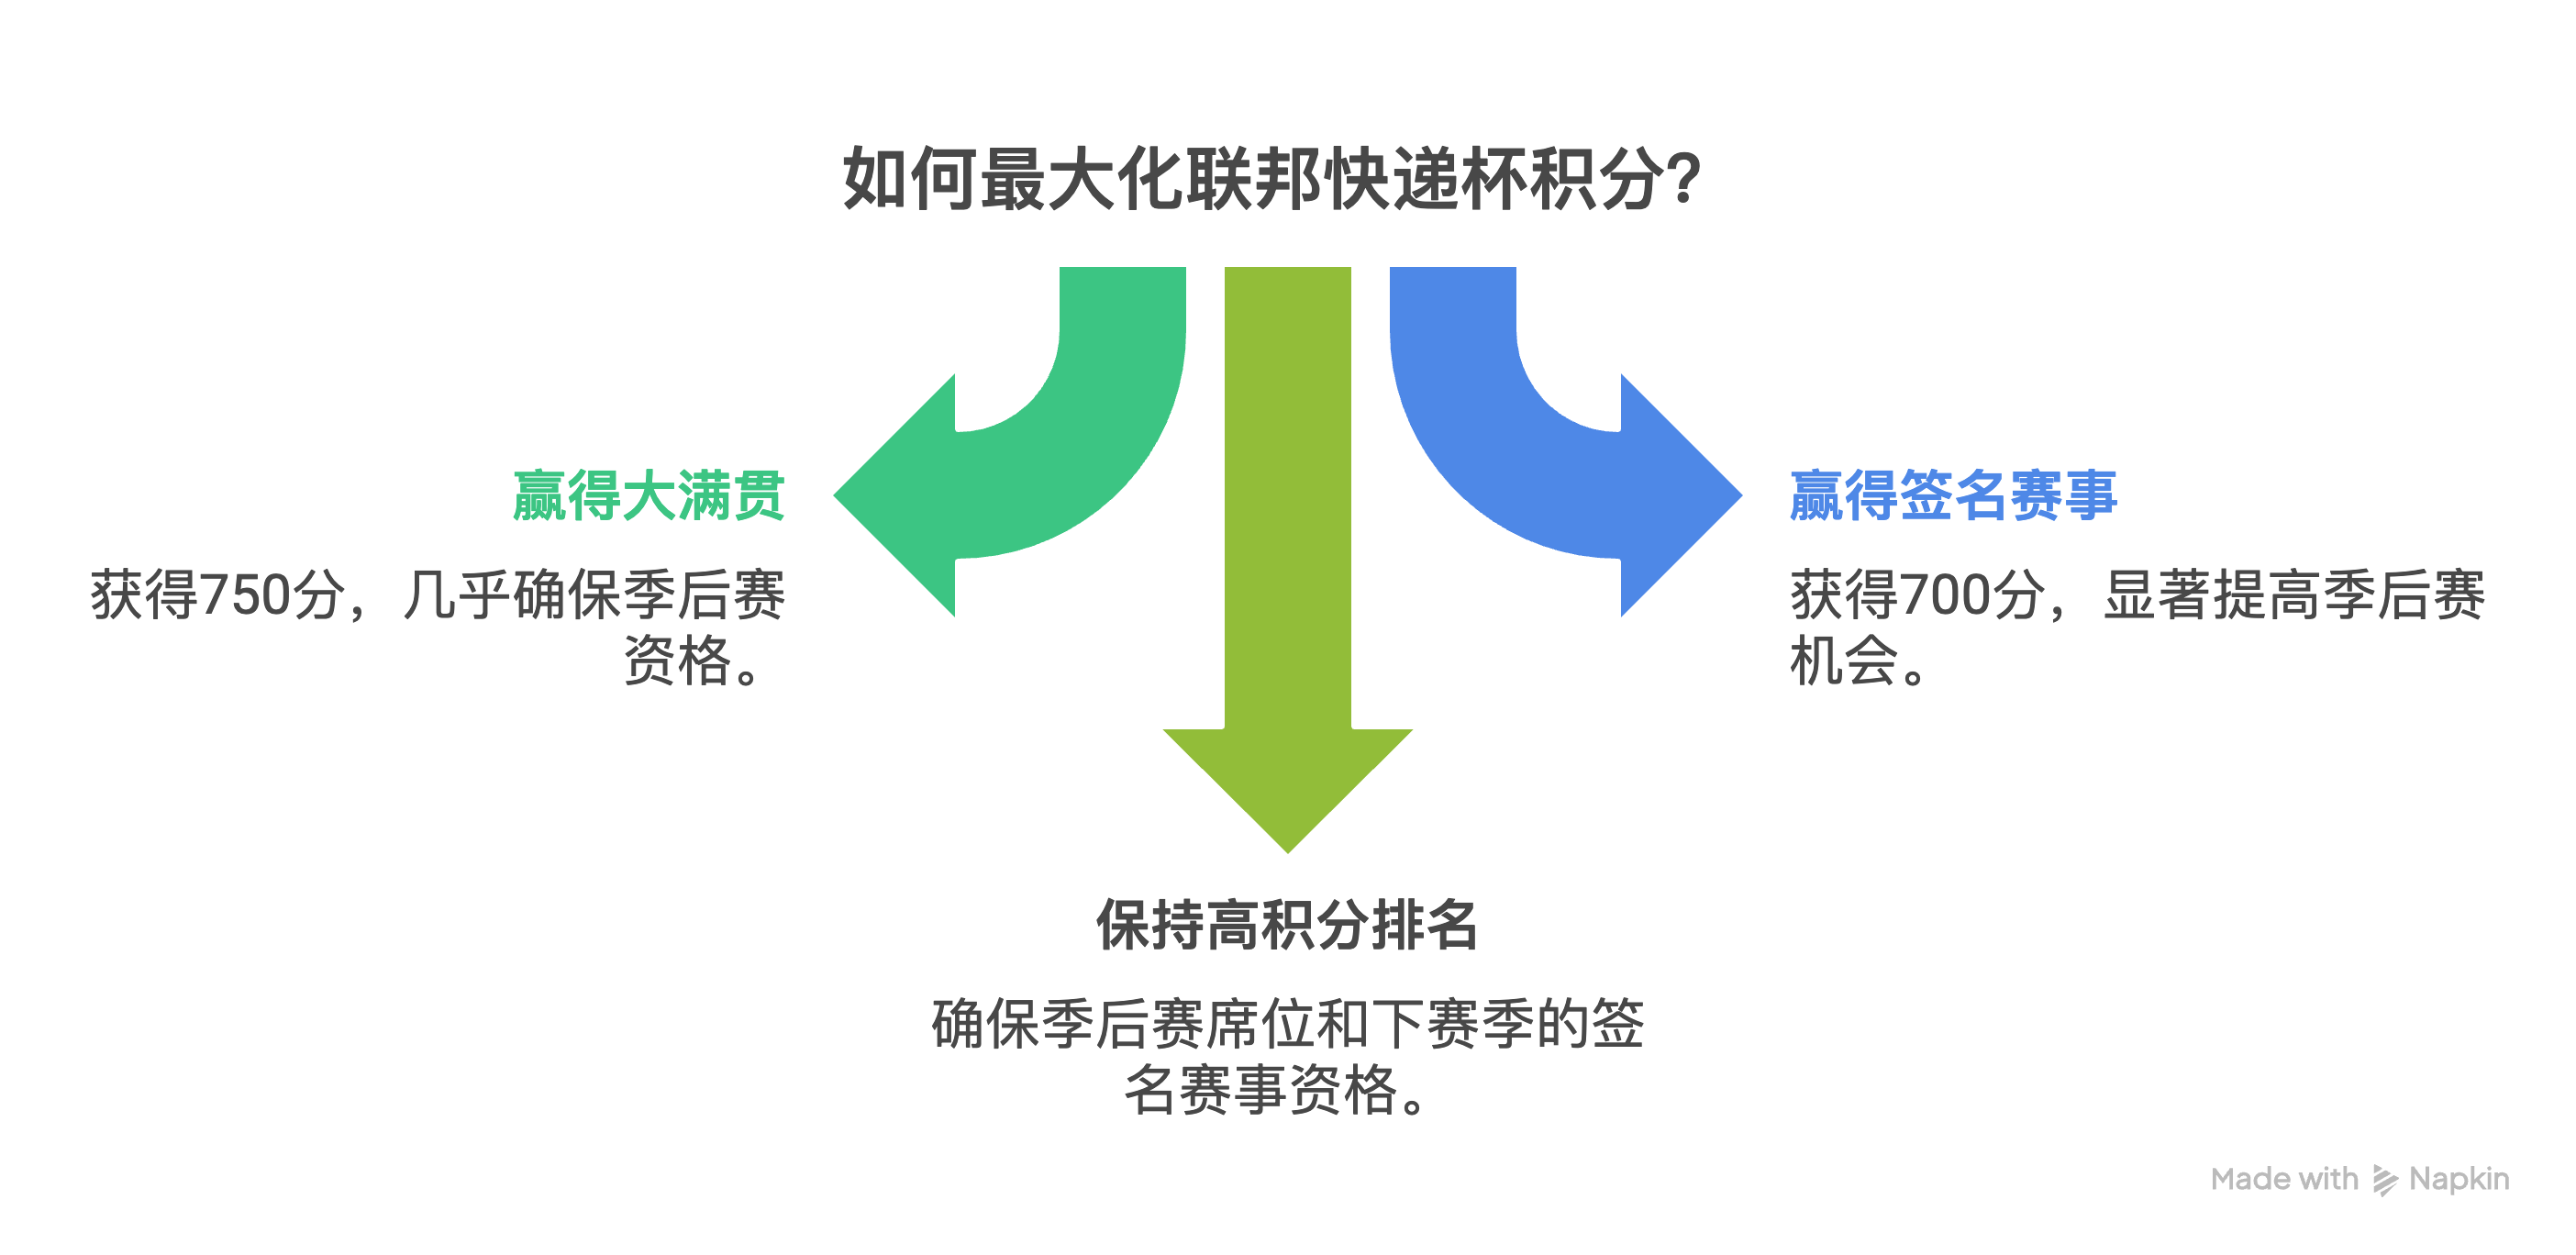 如何最大化联邦快递杯积分?
赢得大满贯
获得750分，几乎确保季后赛
资格。
赢得签名赛事
获得700分，显著提高季后赛
机会。
保持高积分排名
确保季后赛席位和下赛季的签
名赛事资格。
Made with Napkin